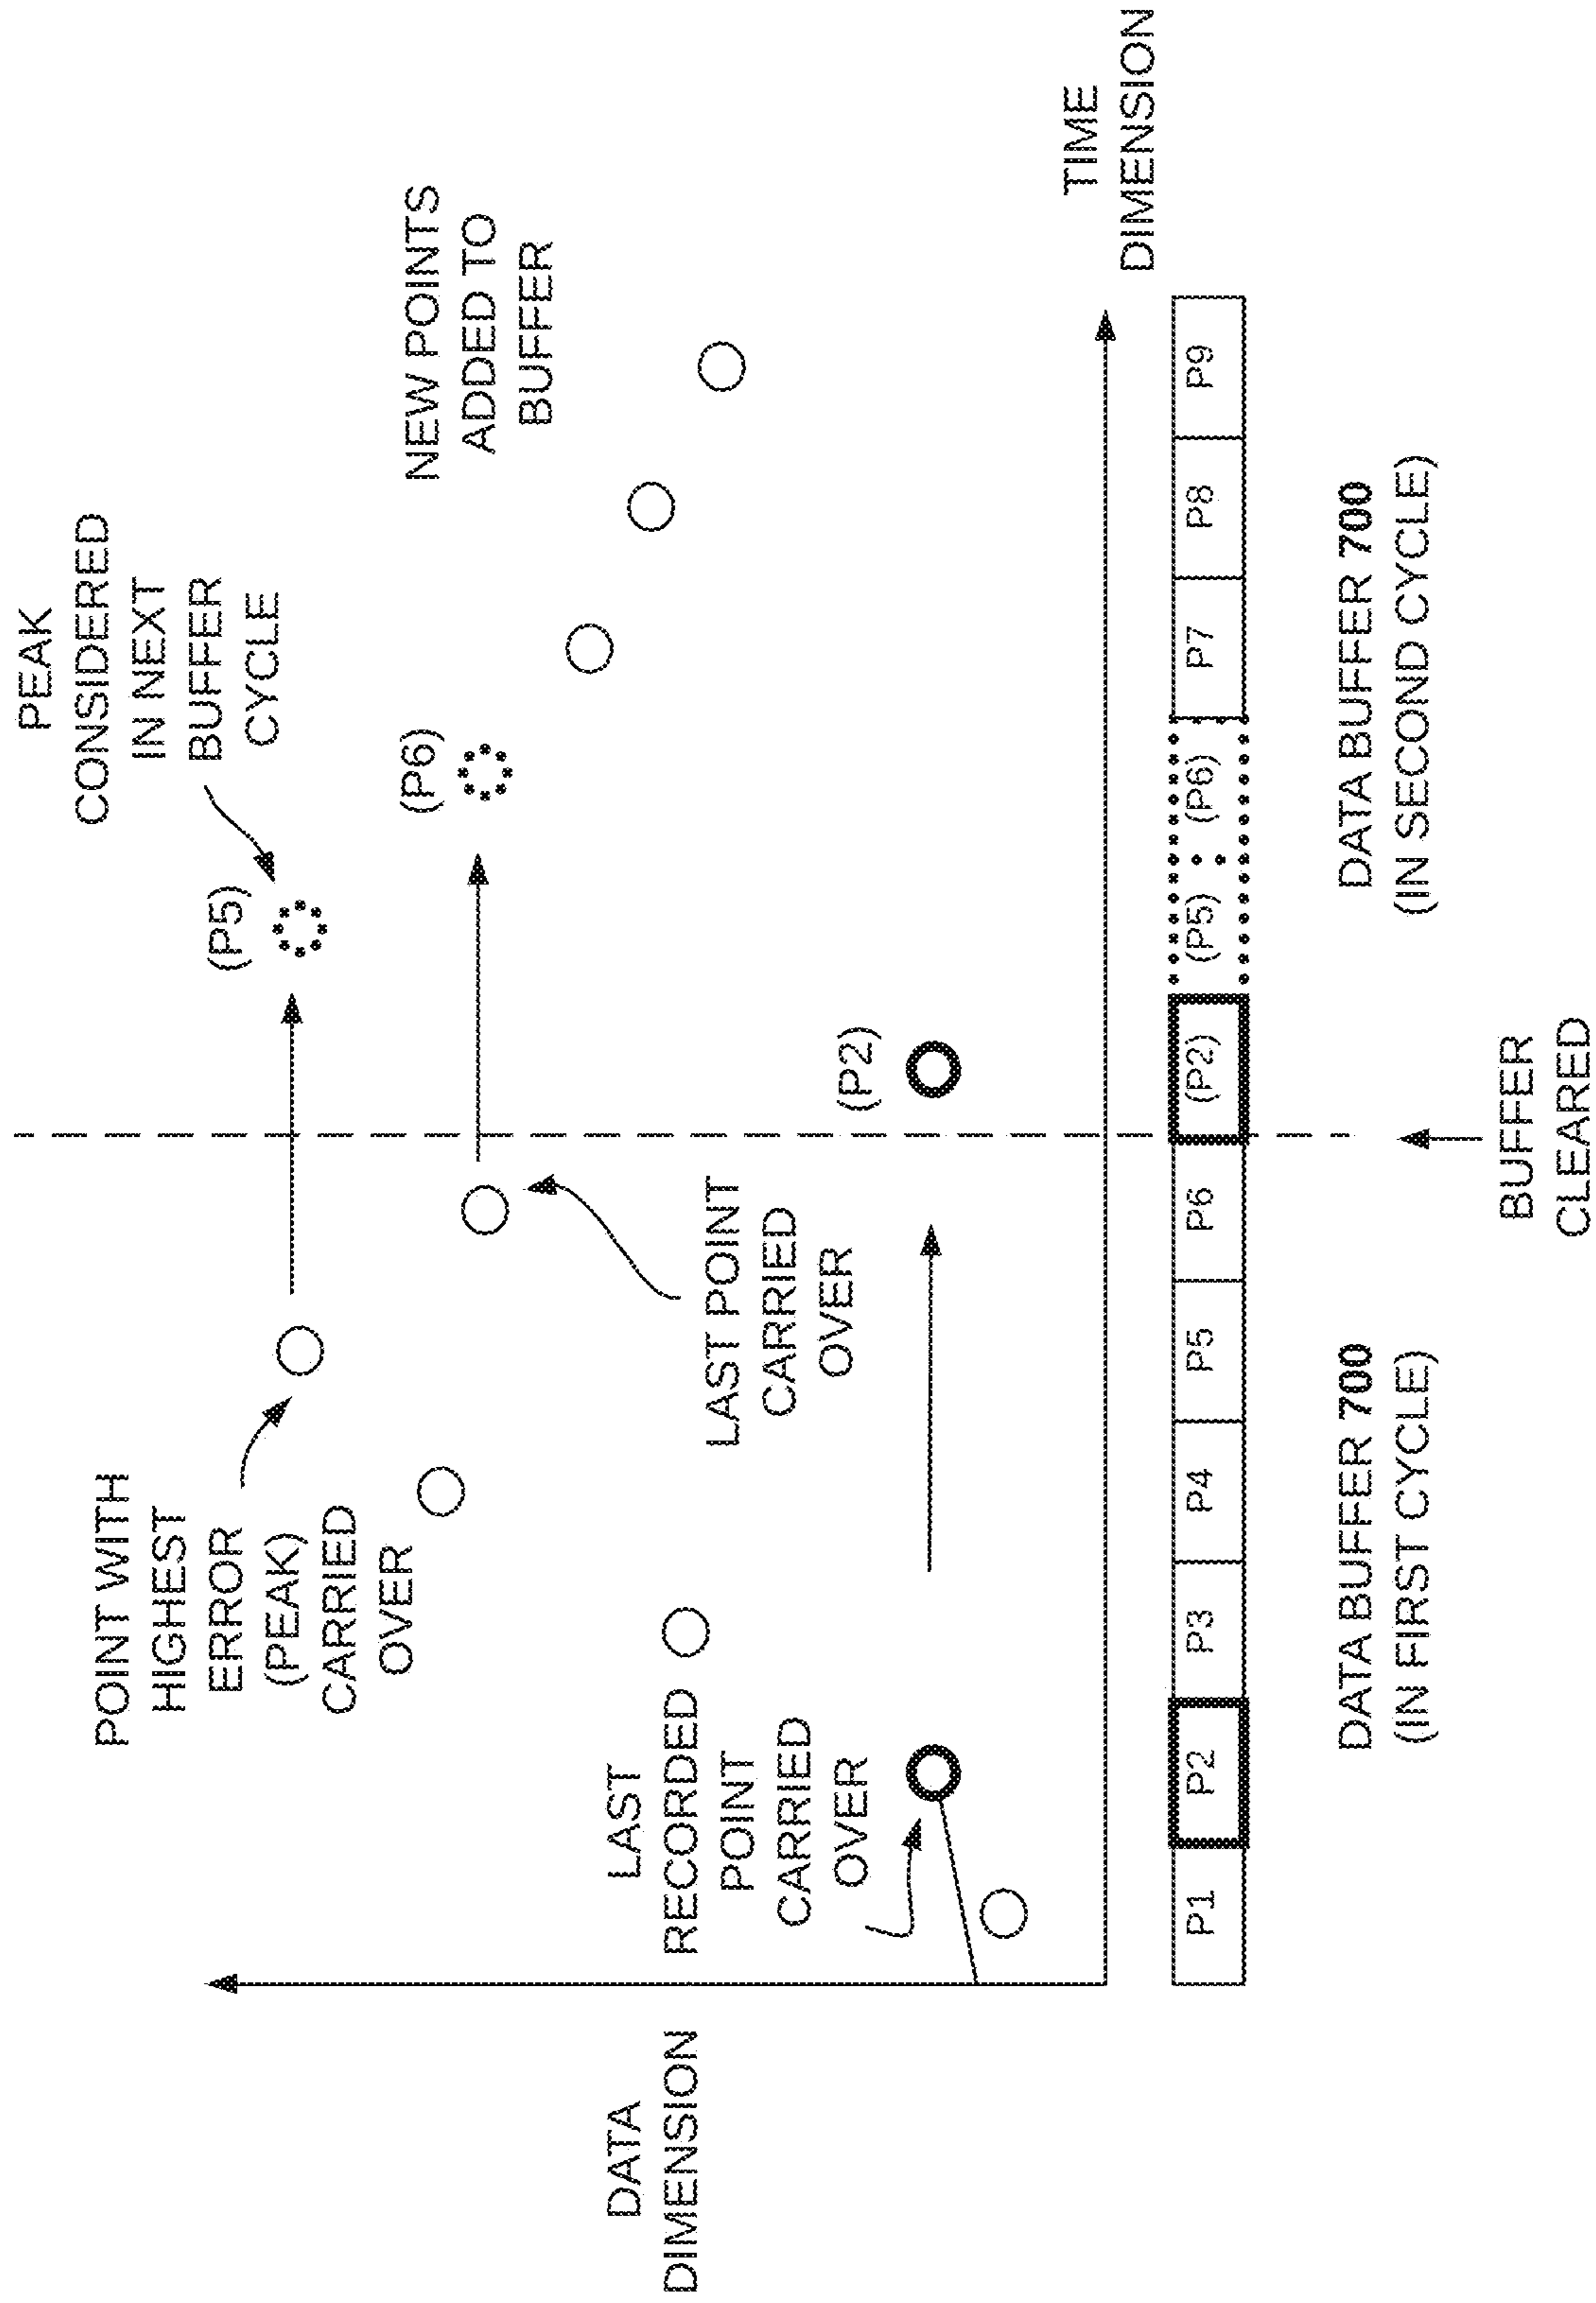 PEAK
CONSIDERED
IN NEXT
BUFFER
CYCLE
POINT WITH
HIGHEST
ERROR
(PEAK)
CARRIED
OVER
(P5)
(P6)
NEW POINTS
ADDED TO
BUFFER
LAST
RECORDED
POINT
CARRIED
OVER
LAST POINT
CARRIED
OVER
(P2)
DATA
DIMENSION
TIME
DIMENSION
P1 P2 P3 P4 P5 P6 (P2) (P5) (P6) P7 P8 P9
DATA BUFFER 700
(IN FIRST CYCLE)
DATA BUFFER 700
(IN SECOND CYCLE)
BUFFER
CLEARED